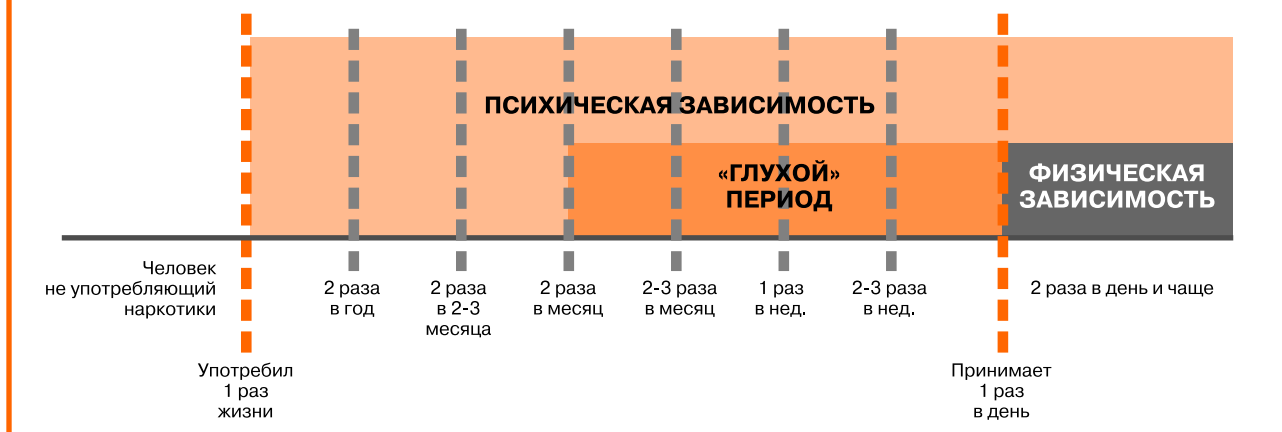 ПСИХИЧЕСКАЯ ЗАВИСИМОСТЬ
«ГЛУХОЙ»
ПЕРИОД
ФИЗИЧЕСКАЯ
ЗАВИСИМОСТЬ
Человек
не употребляющий
наркотики
2 раза
в год
2 раза
в 2-3
месяца
2 раза
в месяц
2-3 раза
в месяц
1 раз
в нед.
2-3 раза
в нед.
2 раза в день и чаще
Употребил
1 раз
жизни
Принимает
1 раз
в день